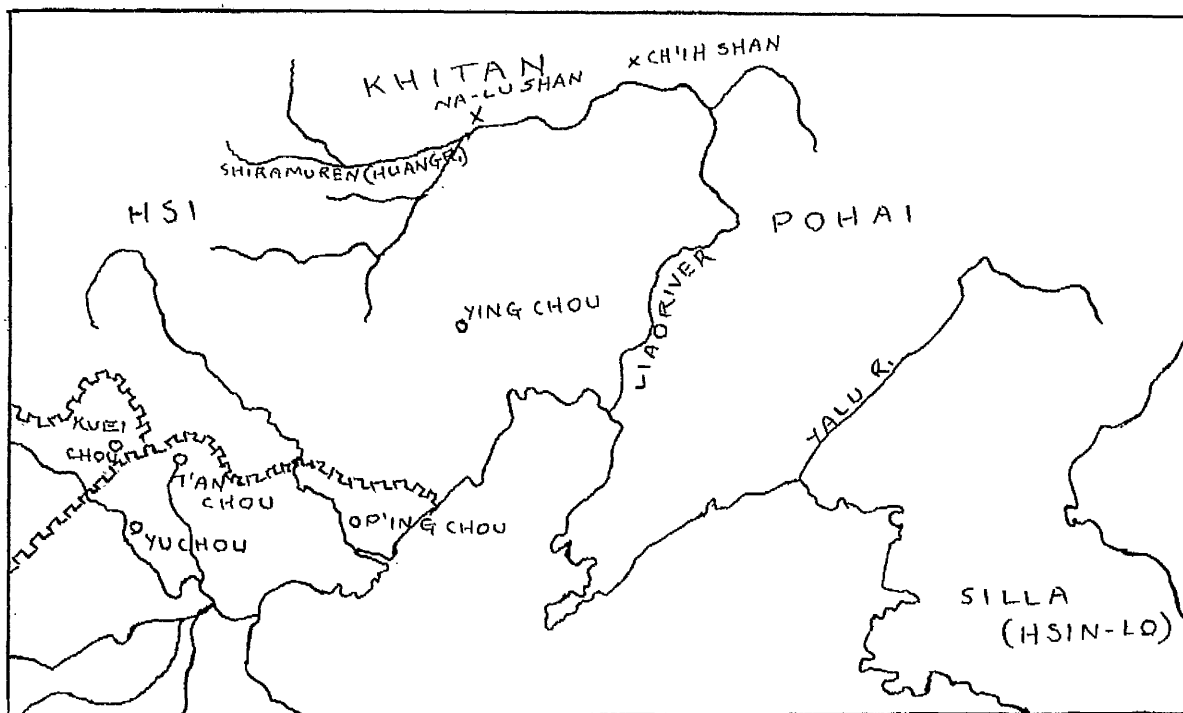 CH'IH SHAN
KHITAN
NA-LU SHAN
SHIRAMUREN (HUANG R.)
HSI
POHAI
YING CHOU
LIAO RIVER
YALU R.
KUEI
CHOU
T'AN
CHOU
P'ING CHOU
YU CHOU
SILLA
(HSIN-LO)